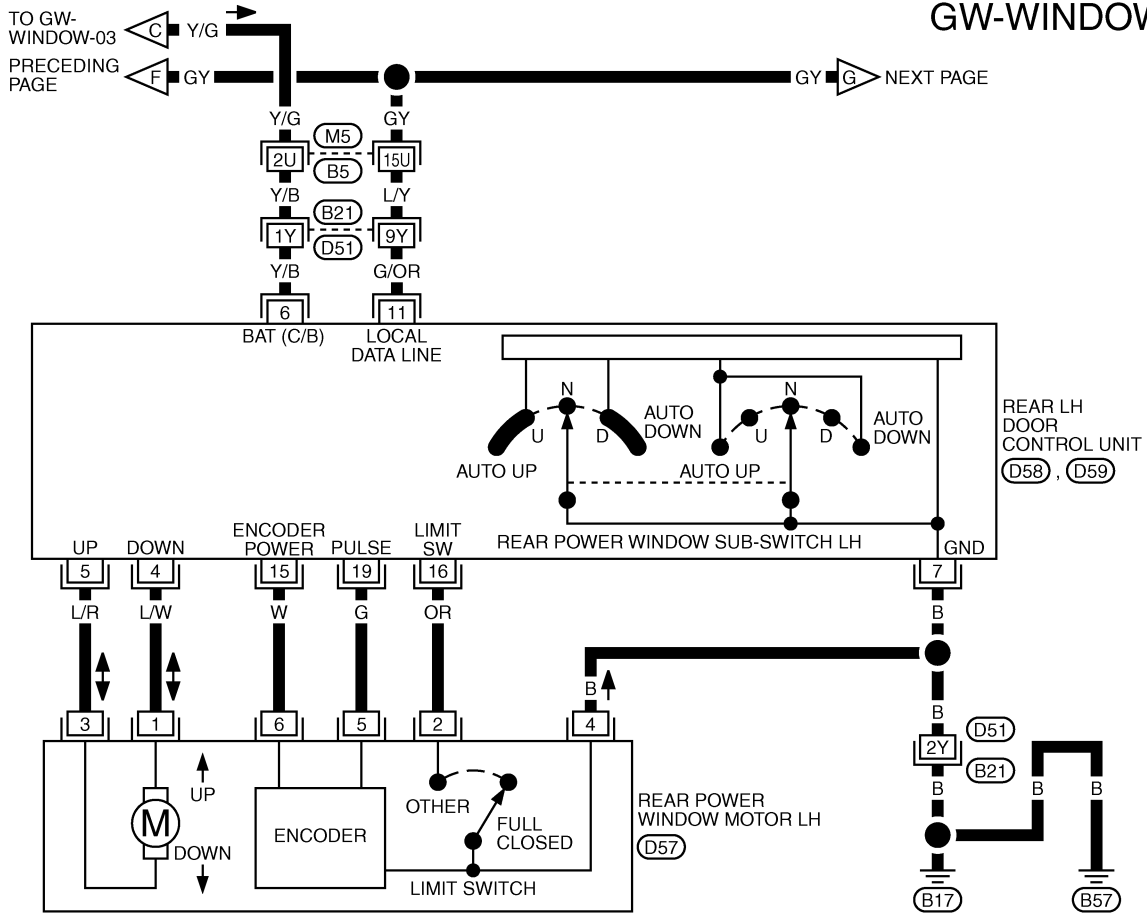 GW-WINDOW
TO GW-
WINDOW-03
C
Y/G
PRECEDING
PAGE
F
GY
GY
G
NEXT PAGE
Y/G
GY
M5
2U
15U
B5
Y/B
L/Y
B21
1Y
9Y
D51
Y/B
G/OR
6
11
BAT (C/B)
LOCAL
DATA LINE
N
N
U
D
AUTO
DOWN
U
D
AUTO
DOWN
AUTO UP
AUTO UP
REAR LH
DOOR
CONTROL UNIT
D58 , D59
UP
DOWN
ENCODER
POWER
PULSE
LIMIT
SW
REAR POWER WINDOW SUB-SWITCH LH
GND
5
4
15
19
16
7
L/R
L/W
W
G
OR
B
B
B
3
1
6
5
2
4
D51
2Y
B21
UP
M
DOWN
ENCODER
OTHER
FULL
CLOSED
LIMIT SWITCH
REAR POWER
WINDOW MOTOR LH
D57
B
B
B
B17
B57